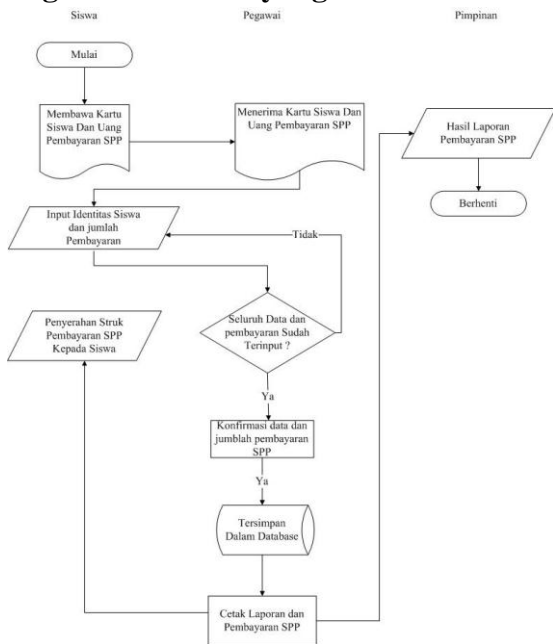 Siswa
Pegawai
Pimpinan
Mulai
Membawa Kartu
Siswa Dan Uang
Pembayaran SPP
Menerima Kartu Siswa Dan
Uang Pembayaran SPP
Hasil Laporan
Pembayaran SPP
Berhenti
Input Identitas Siswa
dan jumlah
Pembayaran
Tidak
Seluruh Data dan
pembayaran Sudah
Terinput ?
Penyerahan Struk
Pembayaran SPP
Kepada Siswa
Ya
Konfirmasi data dan
jumblah pembayaran
SPP
Ya
Tersimpan
Dalam Database
Cetak Laporan dan
Pembayaran SPP